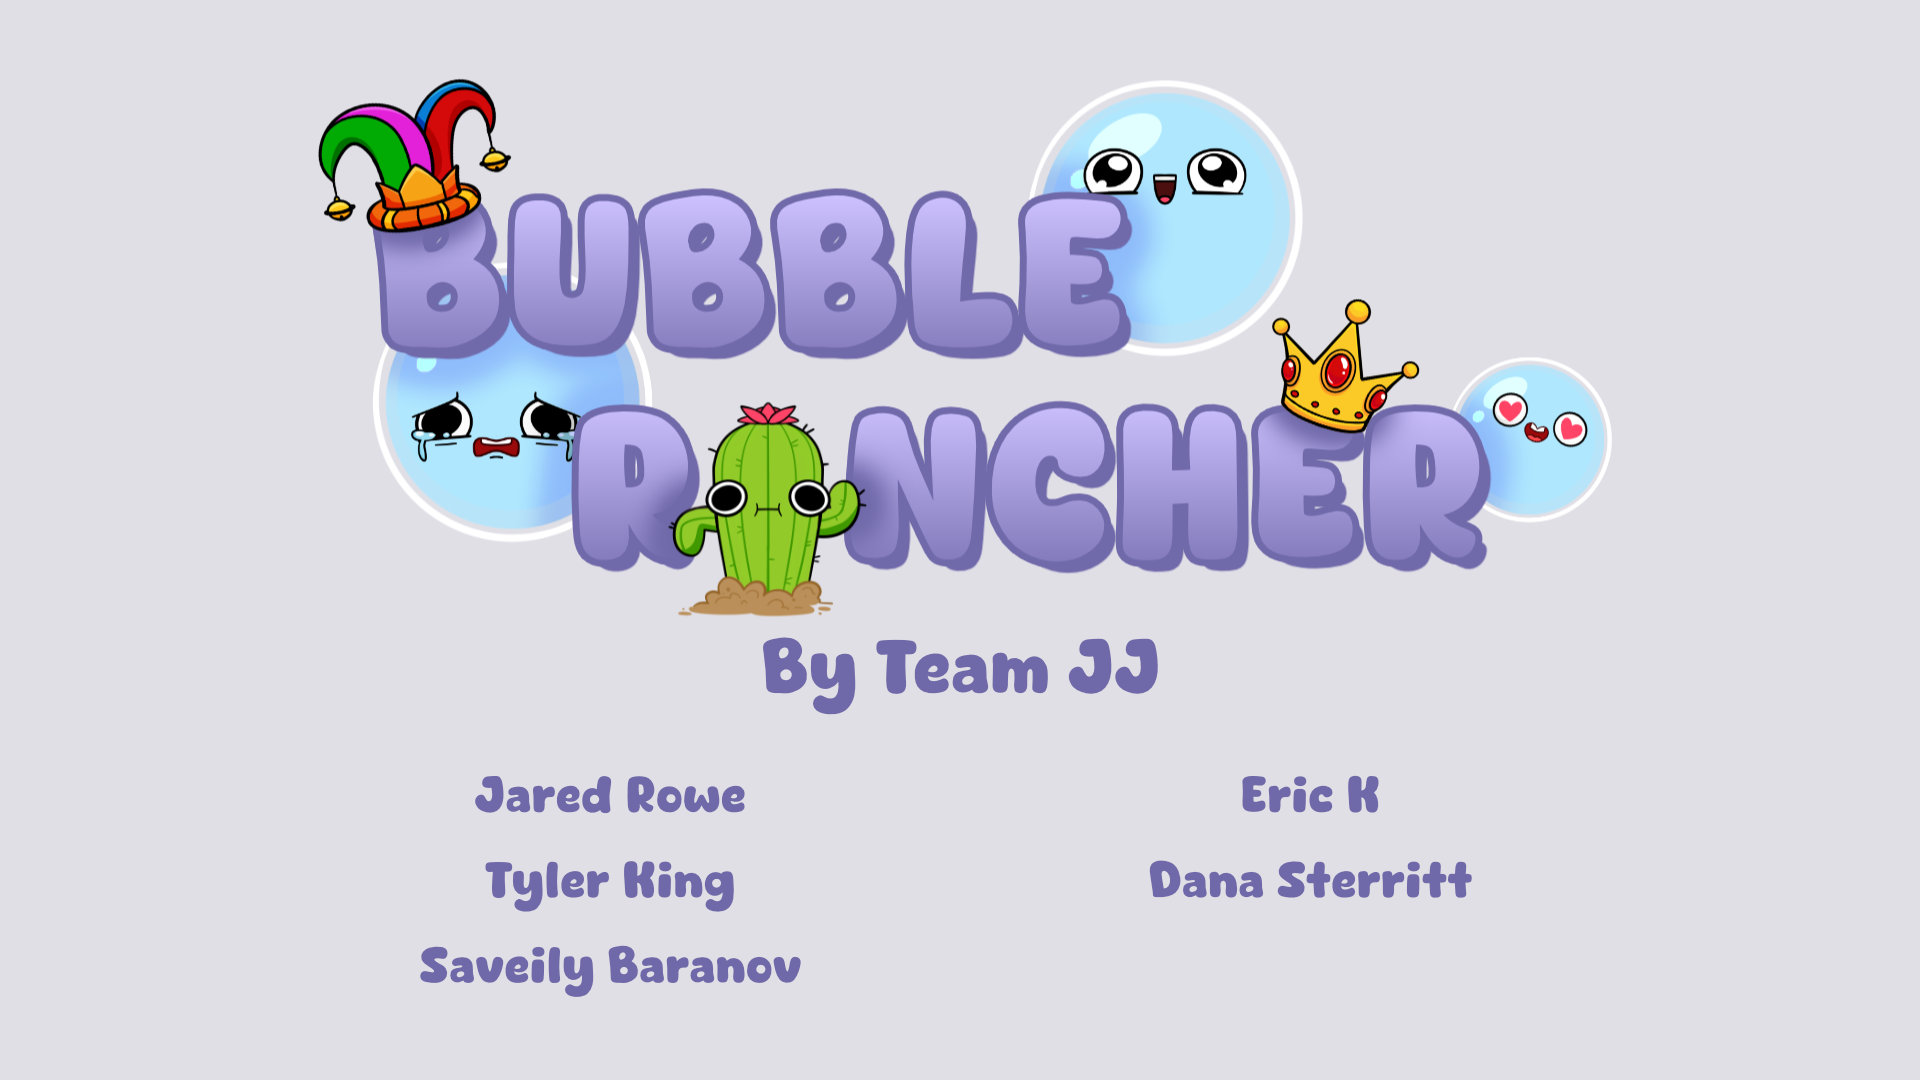 BUBBLE
RANCHER
By Team JJ
Jared Rowe
Eric K
Tyler King
Dana Sterritt
Saveily Baranov